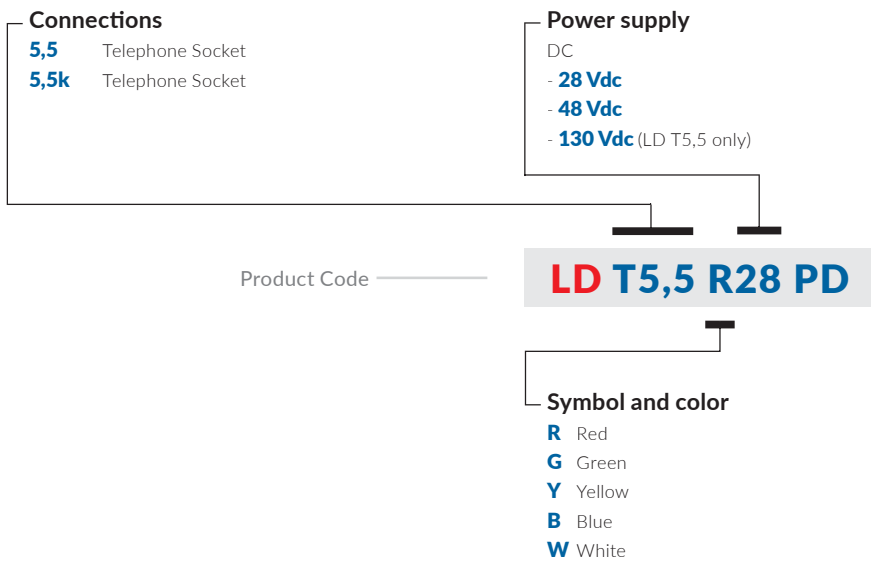 Connections
5,5 Telephone Socket
5,5k Telephone Socket
Power supply
DC
- 28 Vdc
- 48 Vdc
- 130 Vdc (LD T5,5 only)
Product Code
LD T5,5 R28 PD
Symbol and color
R Red
G Green
Y Yellow
B Blue
W White